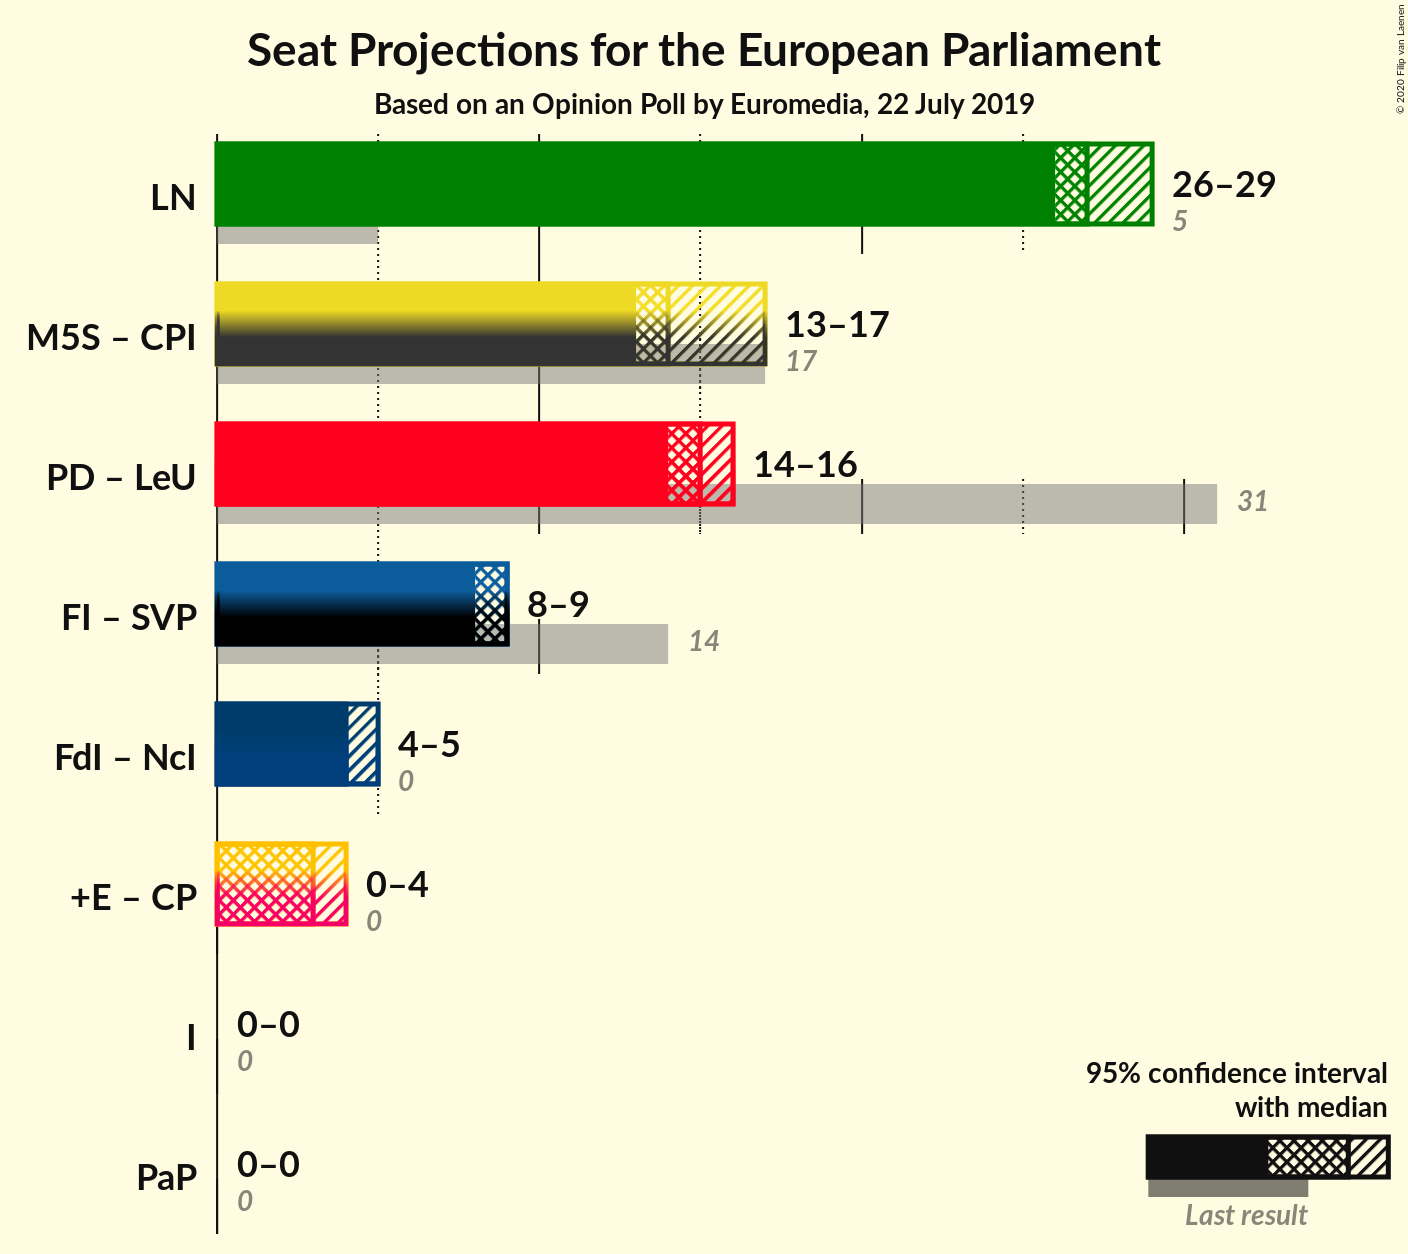 Seat Projections for the European Parliament
Based on an Opinion Poll by Euromedia, 22 July 2019
© 2020 Filip van Laenen
LN
26–29
5
M5S – CPI
13–17
17
PD – LeU
14–16
31
FI – SVP
8–9
14
FdI – NcI
4–5
0
+E – CP
0–4
0
I
0–0
0
PaP
0–0
0
95% confidence interval
with median
Last result